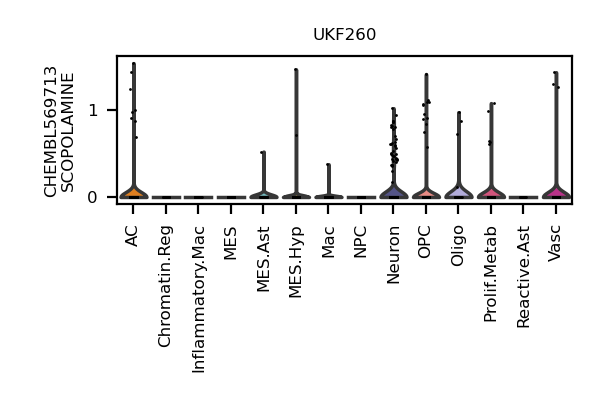 UKF260
CHEMBL569713
SCOPOLAMINE
1
0
AC
Chromatin.Reg
Inflammatory.Mac
MES
MES.Ast
MES.Hyp
Mac
NPC
Neuron
OPC
Oligo
Prolif.Metab
Reactive.Ast
Vasc